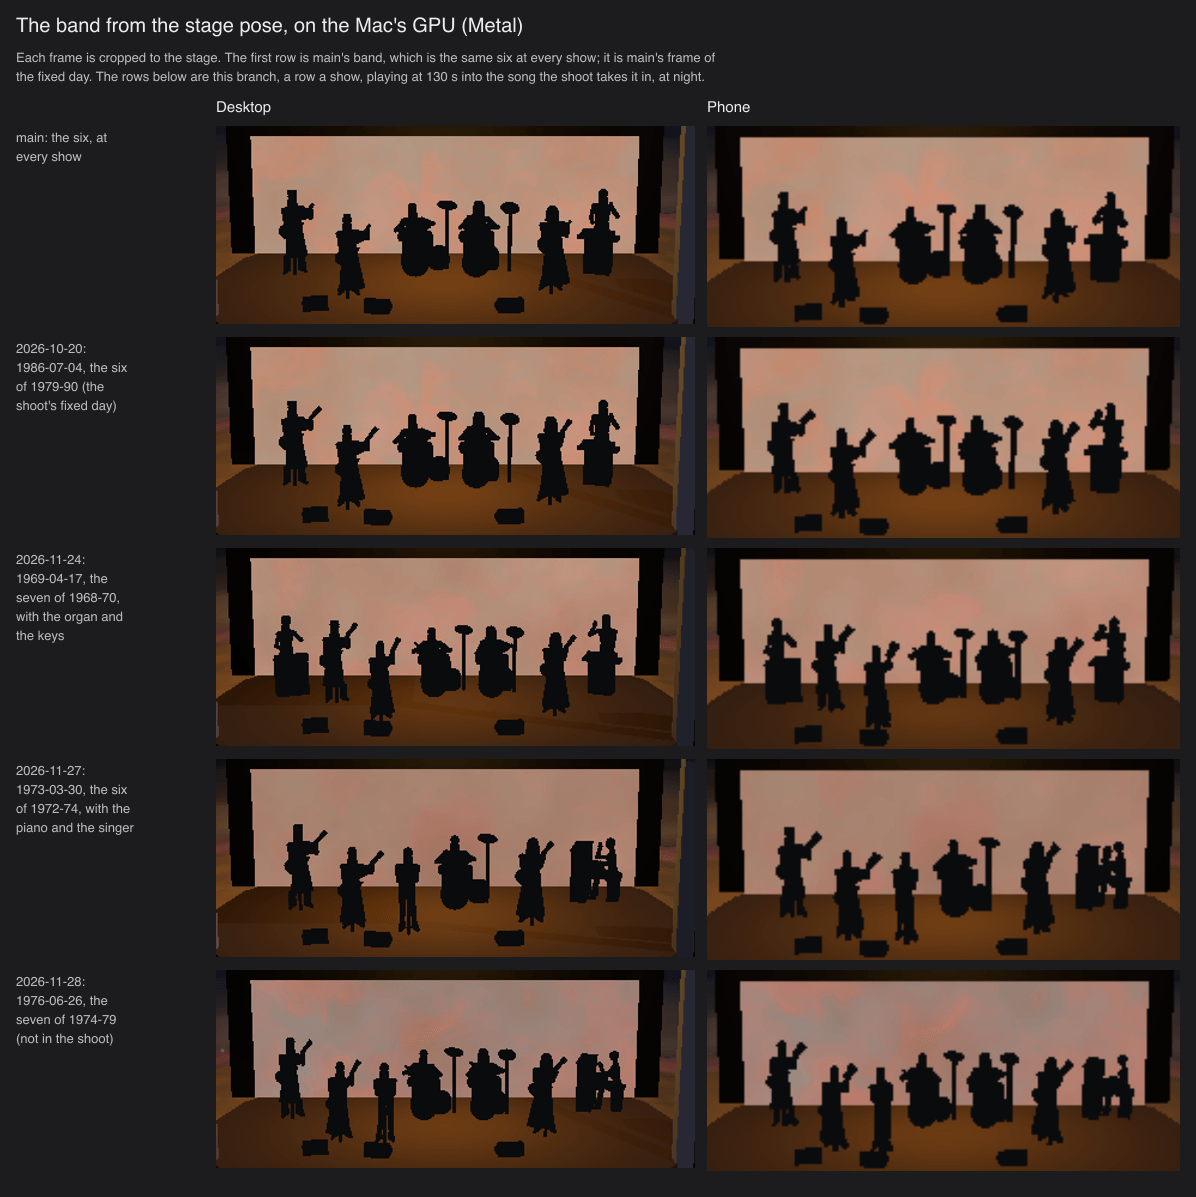 The band from the stage pose, on the Mac's GPU (Metal)
Each frame is cropped to the stage. The first row is main's band, which is the same six at every show; it is main's frame of
the fixed day. The rows below are this branch, a row a show, playing at 130 s into the song the shoot takes it in, at night.
Desktop
Phone
main: the six, at
every show
2026-10-20:
1986-07-04, the six
of 1979-90 (the
shoot's fixed day)
2026-11-24:
1969-04-17, the
seven of 1968-70,
with the organ and
the keys
2026-11-27:
1973-03-30, the six
of 1972-74, with the
piano and the singer
2026-11-28:
1976-06-26, the
seven of 1974-79
(not in the shoot)